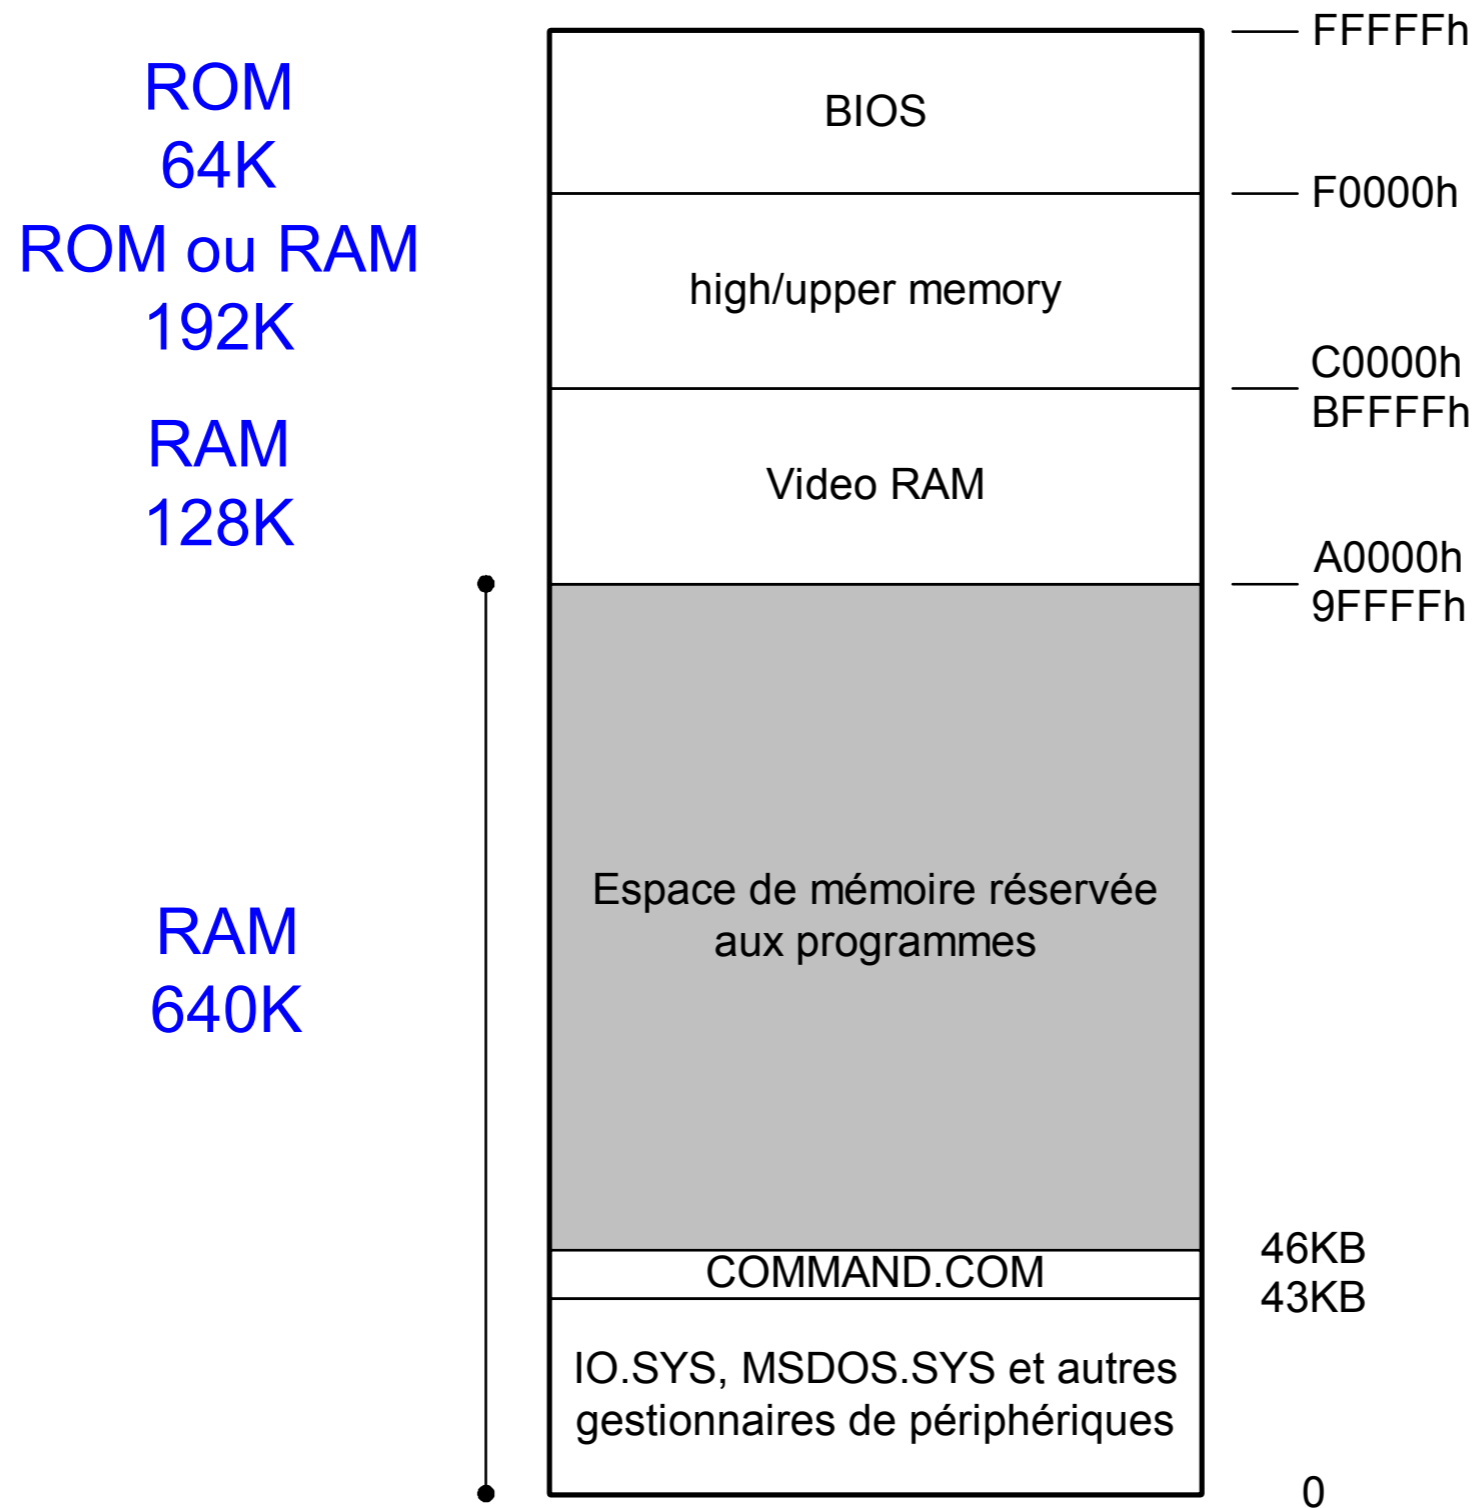 FFFFFh
ROM
64K
BIOS
F0000h
ROM ou RAM
192K
high/upper memory
C0000h
BFFFFh
RAM
128K
Video RAM
A0000h
9FFFFh
RAM
640K
Espace de mémoire réservée
aux programmes
46KB
COMMAND.COM
43KB
IO.SYS, MSDOS.SYS et autres
gestionnaires de périphériques
0